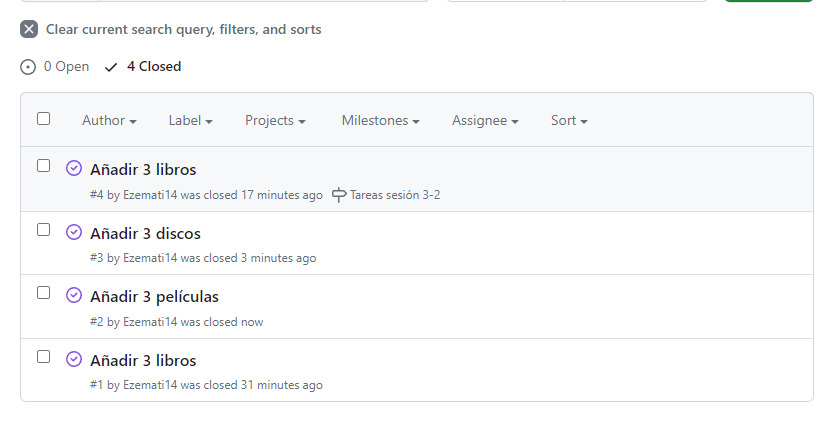 Clear current search query, filters, and sorts
0 Open 4 Closed
Author Label Projects Milestones Assignee Sort
Añadir 3 libros
#4 by Ezemati14 was closed 17 minutes ago Tareas sesión 3-2
Añadir 3 discos
#3 by Ezemati14 was closed 3 minutes ago
Añadir 3 películas
#2 by Ezemati14 was closed now
Añadir 3 libros
#1 by Ezemati14 was closed 31 minutes ago